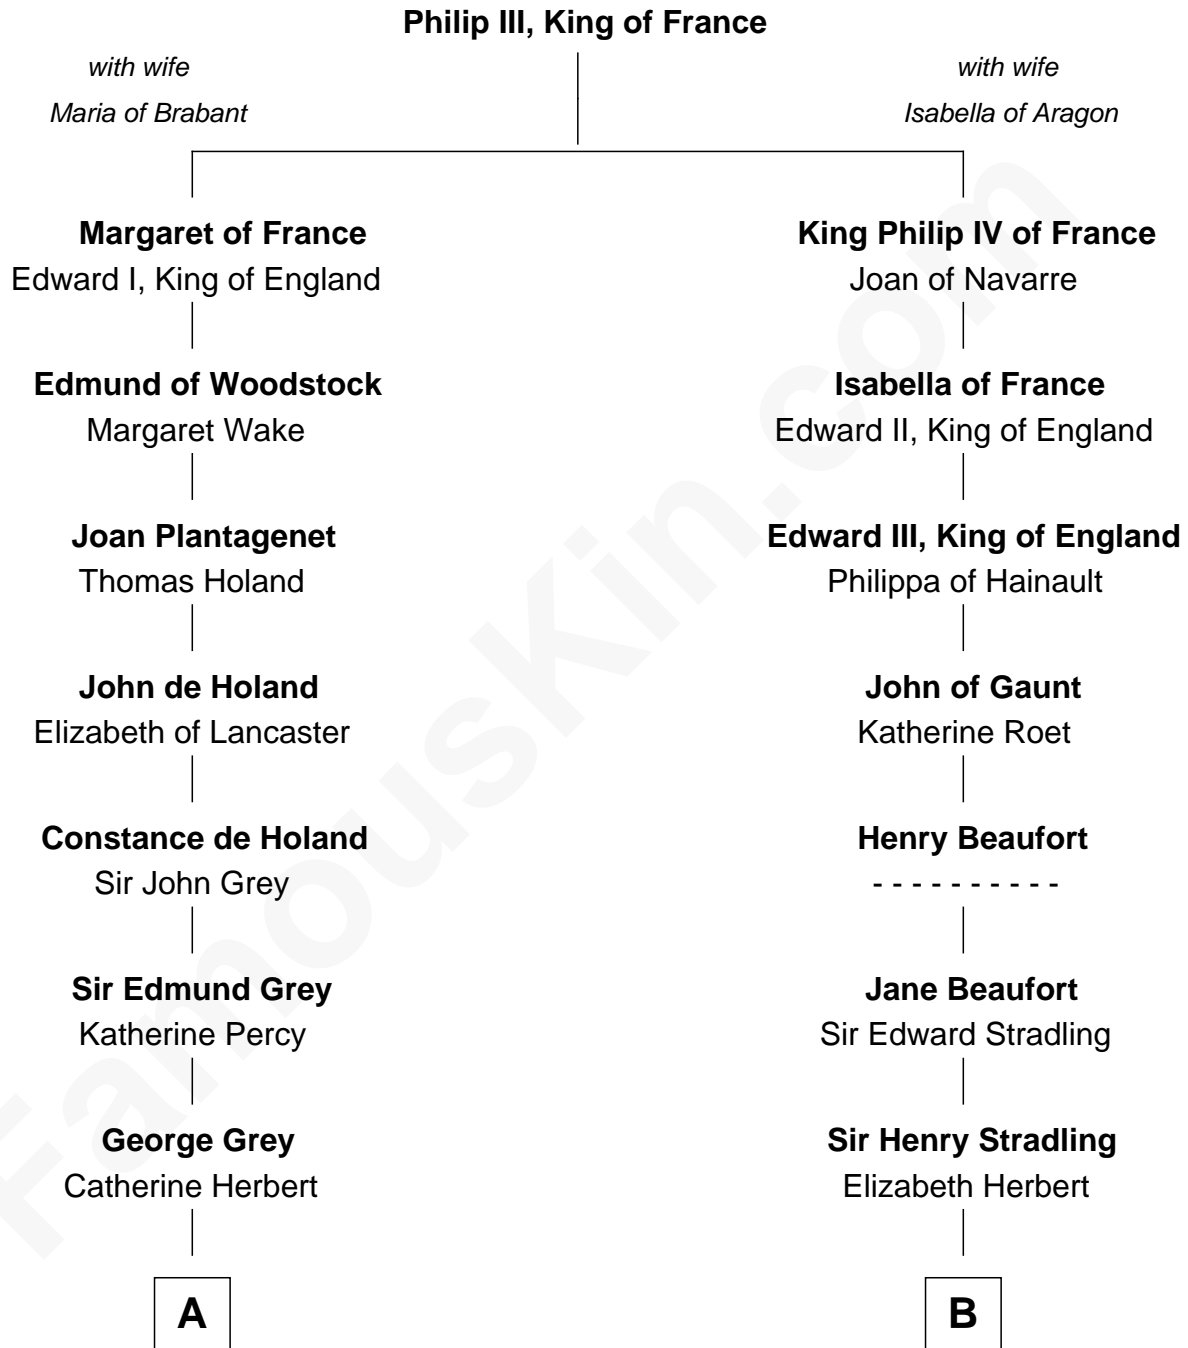 Philip III, King of France
with wife
Maria of Brabant
with wife
Isabella of Aragon
Margaret of France
Edward I, King of England
King Philip IV of France
Joan of Navarre
Edmund of Woodstock
Margaret Wake
Isabella of France
Edward II, King of England
Joan Plantagenet
Thomas Holand
Edward III, King of England
Philippa of Hainault
John de Holand
Elizabeth of Lancaster
John of Gaunt
Katherine Roet
Constance de Holand
Sir John Grey
Henry Beaufort
- - - - - - - - - -
Sir Edmund Grey
Katherine Percy
Jane Beaufort
Sir Edward Stradling
George Grey
Catherine Herbert
Sir Henry Stradling
Elizabeth Herbert
A
B
FamousKin.com